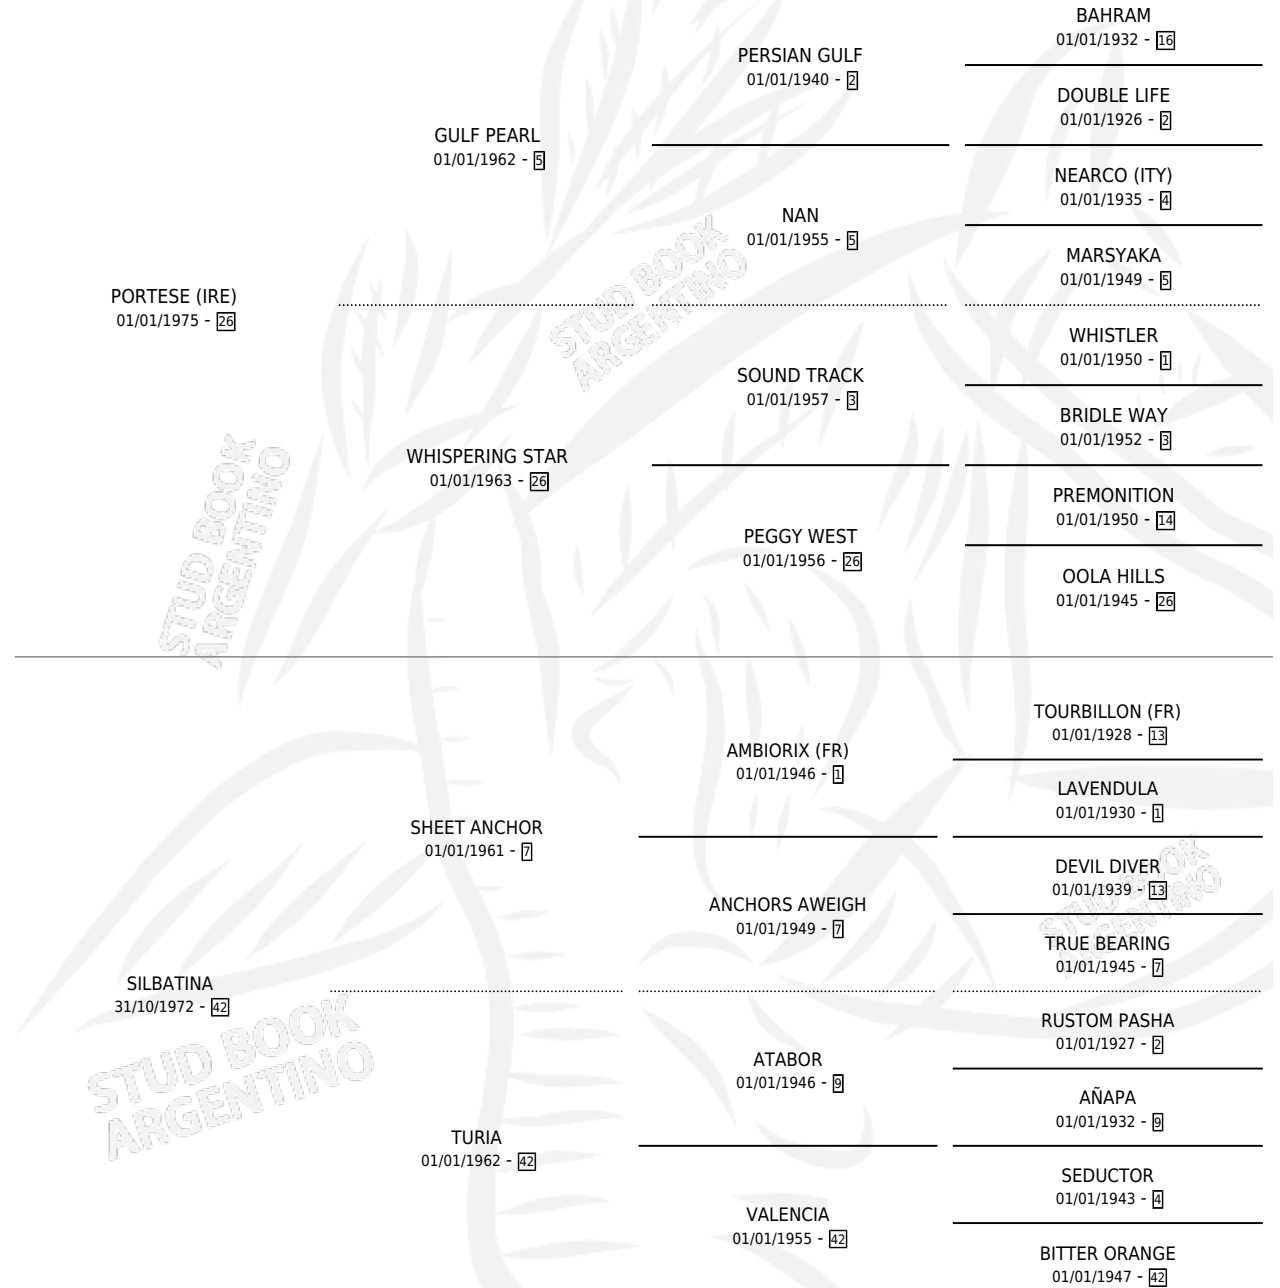 BAHRAM
01/01/1932 - 16
PERSIAN GULF
01/01/1940 - 2
DOUBLE LIFE
01/01/1926 - 2
GULF PEARL
01/01/1962 - 5
NEARCO (ITY)
01/01/1935 - 4
NAN
01/01/1955 - 5
MARSYAKA
01/01/1949 - 5
PORTESE (IRE)
01/01/1975 - 26
STUD BOOK
ARGENTINO
WHISTLER
01/01/1950 - 1
SOUND TRACK
01/01/1957 - 3
BRIDLE WAY
01/01/1952 - 3
WHISPERING STAR
01/01/1963 - 26
PREMONITION
01/01/1950 - 14
PEGGY WEST
01/01/1956 - 26
OOLA HILLS
01/01/1945 - 26
STUD BOOK
ARGENTINO
TOURBILLON (FR)
01/01/1928 - 13
AMBIORIX (FR)
01/01/1946 - 1
LAVENDULA
01/01/1930 - 1
SHEET ANCHOR
01/01/1961 - 7
DEVIL DIVER
01/01/1939 - 13
ANCHORS AWEIGH
01/01/1949 - 7
TRUE BEARING
01/01/1945 - 7
STUD BOOK
ARGENTINO
SILBATINA
31/10/1972 - 42
RUSTOM PASHA
01/01/1927 - 2
ATABOR
01/01/1946 - 9
AÑAPA
01/01/1932 - 9
STUD BOOK
ARGENTINO
TURIA
01/01/1962 - 42
SEDUCTOR
01/01/1943 - 4
VALENCIA
01/01/1955 - 42
BITTER ORANGE
01/01/1947 - 42